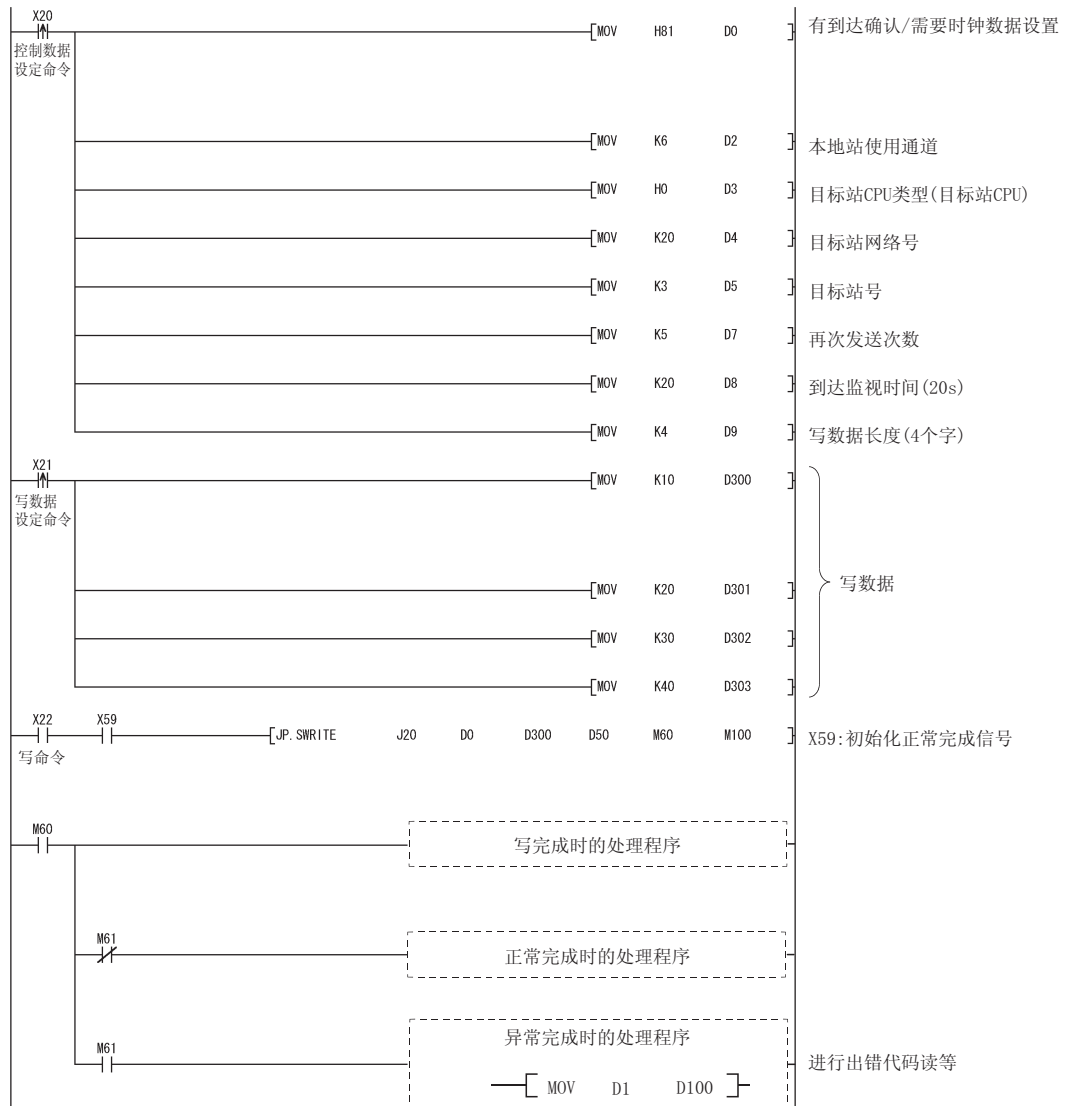 X20
[MOV H81 D0 ] 有到达确认/需要时钟数据设置
控制数据
设定命令
[MOV K6 D2 ] 本地站使用通道
[MOV H0 D3 ] 目标站CPU类型(目标站CPU)
[MOV K20 D4 ] 目标站网络号
[MOV K3 D5 ] 目标站号
[MOV K5 D7 ] 再次发送次数
[MOV K20 D8 ] 到达监视时间(20s)
[MOV K4 D9 ] 写数据长度(4个字)
X21
[MOV K10 D300 ]
写数据
设定命令
[MOV K20 D301 ] 写数据
[MOV K30 D302 ]
[MOV K40 D303 ]
X22 X59
[JP.SWRITE J20 D0 D300 D50 M60 M100 ] X59:初始化正常完成信号
写命令
M60
写完成时的处理程序
M61
正常完成时的处理程序
异常完成时的处理程序
M61
进行出错代码读等
[ MOV D1 D100 ]